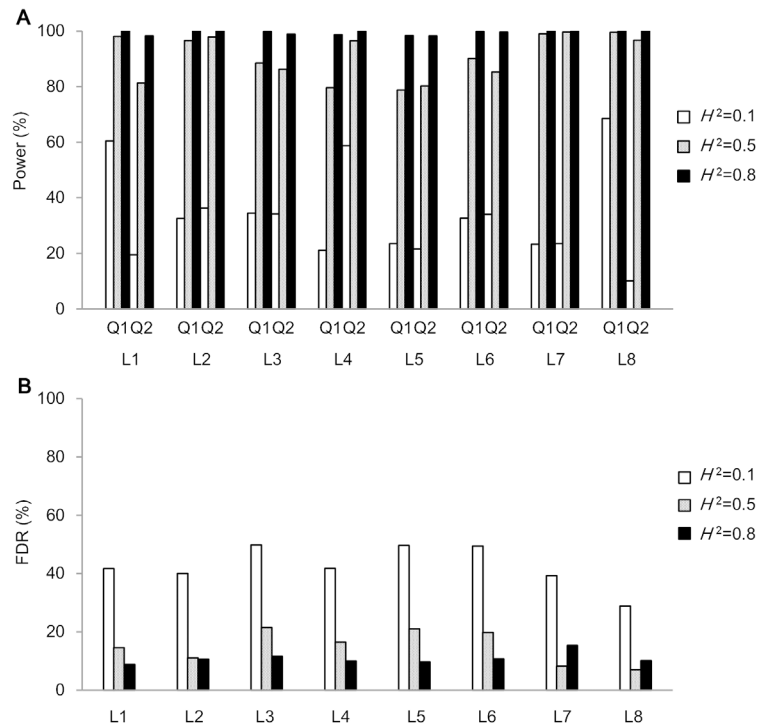 A
100
80
60
40
20
0
Power (%)
H²=0.1
H²=0.5
H²=0.8
Q1Q2 Q1Q2 Q1Q2 Q1Q2 Q1Q2 Q1Q2 Q1Q2 Q1Q2
L1 L2 L3 L4 L5 L6 L7 L8
B
100
80
60
40
20
0
FDR (%)
H²=0.1
H²=0.5
H²=0.8
L1 L2 L3 L4 L5 L6 L7 L8